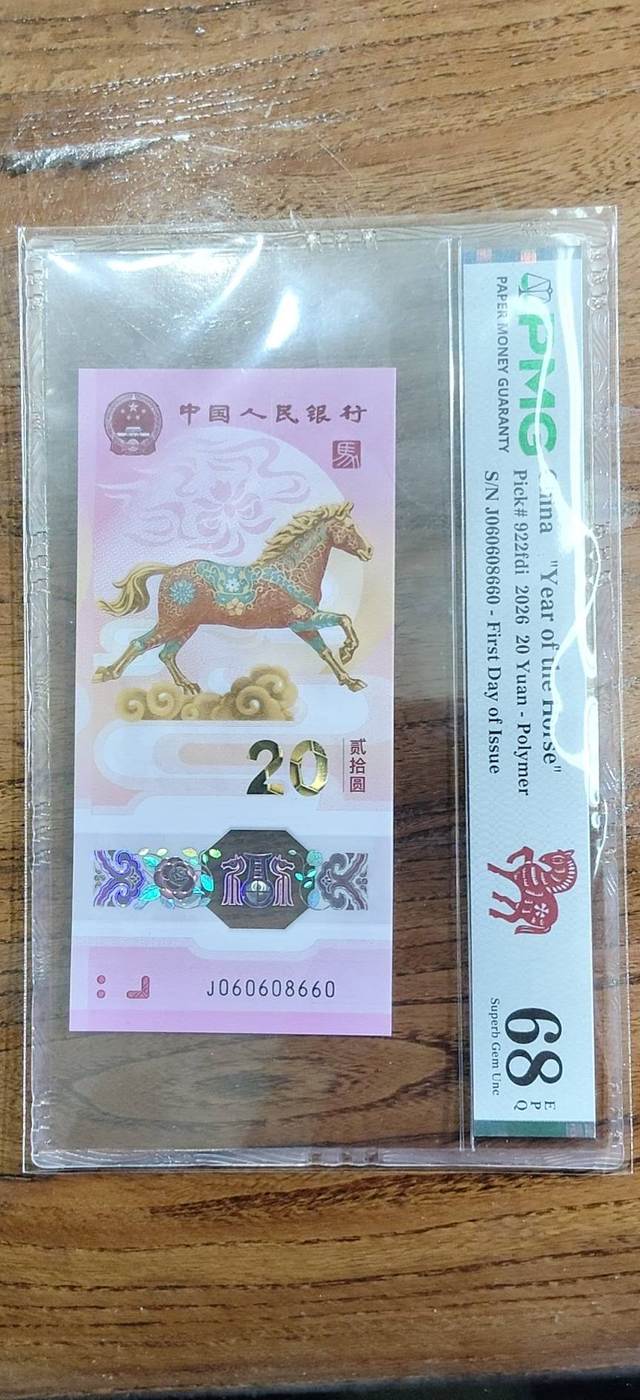 中国人民银行
馬
20
贰拾圆
J060608660
PMG
PAPER MONEY GUARANTY
China "Year of the Horse"
Pick# 922fdi 2026 20 Yuan - Polymer
S/N J060608660 - First Day of Issue
68
EPQ
Superb Gem Unc